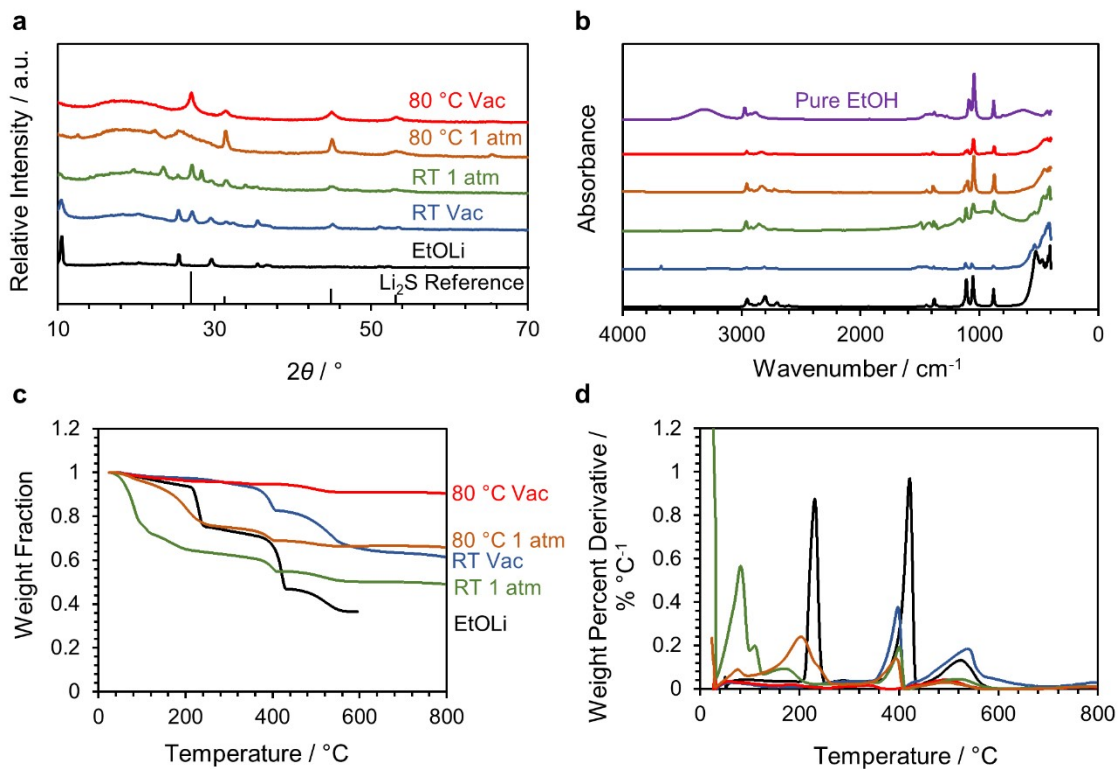 a
Relative Intensity / a.u.
80 °C Vac
80 °C 1 atm
RT 1 atm
RT Vac
EtOLi
Li₂S Reference
10 30 50 70
2θ / °
b
Absorbance
Pure EtOH
4000 3000 2000 1000 0
Wavenumber / cm⁻¹
c
Weight Fraction
1.2
1
0.8
0.6
0.4
0.2
0
80 °C Vac
80 °C 1 atm
RT Vac
RT 1 atm
EtOLi
0 200 400 600 800
Temperature / °C
d
Weight Percent Derivative /
% °C⁻¹
1.2
1
0.8
0.6
0.4
0.2
0
0 200 400 600 800
Temperature / °C